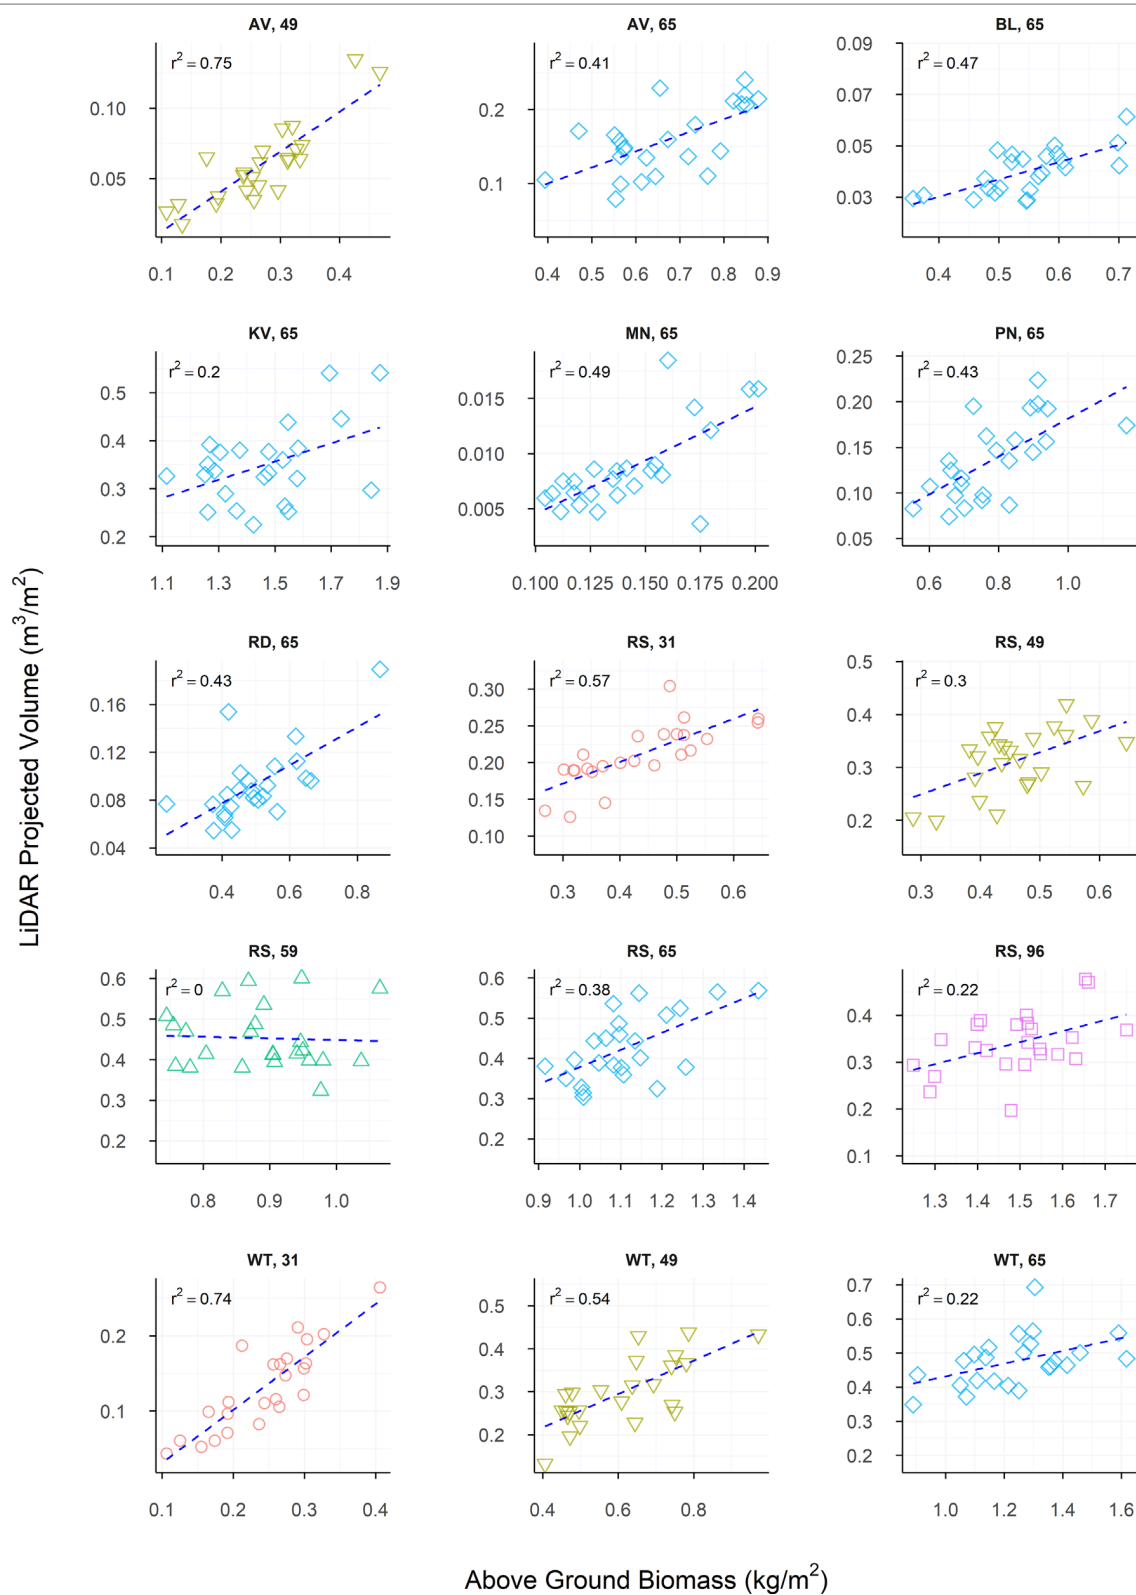 AV, 49
AV, 65
BL, 65
r² = 0.75
r² = 0.41
r² = 0.47
0.10
0.05
0.2
0.1
0.09
0.07
0.05
0.03
0.1 0.2 0.3 0.4
0.4 0.5 0.6 0.7 0.8 0.9
0.4 0.5 0.6 0.7
KV, 65
MN, 65
PN, 65
r² = 0.2
r² = 0.49
r² = 0.43
0.5
0.4
0.3
0.2
0.015
0.010
0.005
0.25
0.20
0.15
0.10
0.05
1.1 1.3 1.5 1.7 1.9
0.100 0.125 0.150 0.175 0.200
0.6 0.8 1.0
RD, 65
RS, 31
RS, 49
r² = 0.43
r² = 0.57
r² = 0.3
0.16
0.12
0.08
0.04
0.30
0.25
0.20
0.15
0.10
0.5
0.4
0.3
0.2
0.4 0.6 0.8
0.3 0.4 0.5 0.6
0.3 0.4 0.5 0.6
RS, 59
RS, 65
RS, 96
r² = 0
r² = 0.38
r² = 0.22
0.6
0.5
0.4
0.3
0.2
0.6
0.5
0.4
0.3
0.2
0.4
0.3
0.2
0.1
0.8 0.9 1.0
0.9 1.0 1.1 1.2 1.3 1.4
1.3 1.4 1.5 1.6 1.7
WT, 31
WT, 49
WT, 65
r² = 0.74
r² = 0.54
r² = 0.22
0.2
0.1
0.5
0.4
0.3
0.2
0.7
0.6
0.5
0.4
0.3
0.2
0.1 0.2 0.3 0.4
0.4 0.6 0.8
1.0 1.2 1.4 1.6
LiDAR Projected Volume (m³/m²)
Above Ground Biomass (kg/m²)